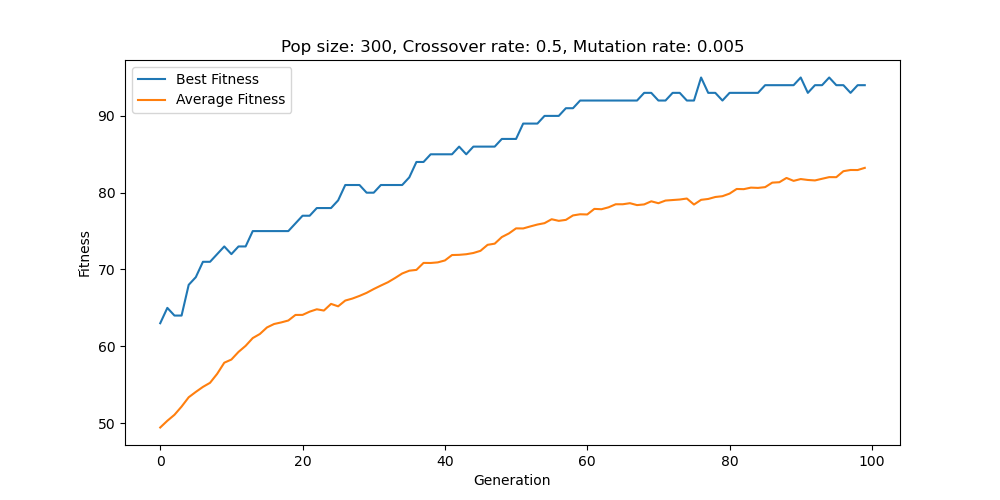 Pop size: 300, Crossover rate: 0.5, Mutation rate: 0.005
Best Fitness
Average Fitness
90
80
70
60
50
Fitness
0 20 40 60 80 100
Generation